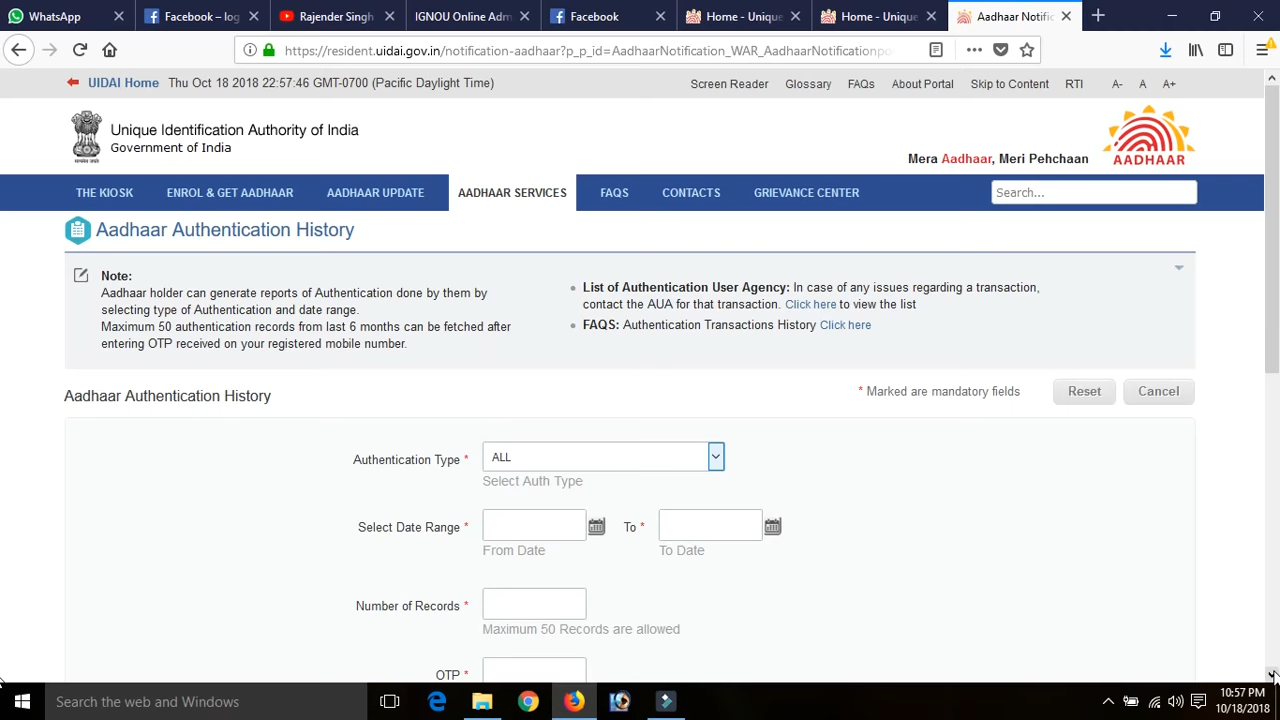 WhatsApp
Facebook – log
Rajender Singh
IGNOU Online Adm
Facebook
Home - Unique
Home - Unique
Aadhaar Notific
https://resident.uidai.gov.in/notification-aadhaar?p_p_id=AadhaarNotification_WAR_AadhaarNotificationpo
UIDAI Home Thu Oct 18 2018 22:57:46 GMT-0700 (Pacific Daylight Time)
Screen Reader Glossary FAQs About Portal Skip to Content RTI A- A A+
Unique Identification Authority of India
Government of India
Mera Aadhaar, Meri Pehchaan
AADHAAR
THE KIOSK ENROL & GET AADHAAR AADHAAR UPDATE AADHAAR SERVICES FAQS CONTACTS GRIEVANCE CENTER Search...
Aadhaar Authentication History
Note:
Aadhaar holder can generate reports of Authentication done by them by
selecting type of Authentication and date range.
Maximum 50 authentication records from last 6 months can be fetched after
entering OTP received on your registered mobile number.
List of Authentication User Agency: In case of any issues regarding a transaction,
contact the AUA for that transaction. Click here to view the list
FAQS: Authentication Transactions History Click here
Aadhaar Authentication History
* Marked are mandatory fields
Reset
Cancel
Authentication Type * ALL
Select Auth Type
Select Date Range * To *
From Date To Date
Number of Records *
Maximum 50 Records are allowed
OTP *
Search the web and Windows
10:57 PM
10/18/2018